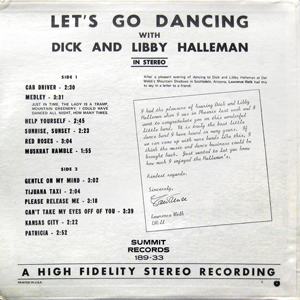 LET'S GO DANCING
WITH
DICK AND LIBBY HALLEMAN
IN STEREO
SIDE 1
CAB DRIVER - 2:30
MEDLEY - 3:31
JUST IN TIME, THE LADY IS A TRAMP,
MOUNTAIN GREENERY, I COULD HAVE
DANCED ALL NIGHT, HOW MANY TIMES.
HELP YOURSELF - 2:45
SUNRISE, SUNSET - 2:23
RED ROSES - 3:04
MUSKRAT RAMBLE - 2:45
SIDE 2
GENTLE ON MY MIND - 3:02
TIJUANA TAXI - 2:04
PLEASE RELEASE ME - 2:18
CAN'T TAKE MY EYES OFF OF YOU - 3:39
KANSAS CITY - 2:22
PATRICIA - 2:52
After a pleasant evening of dancing to Dick and Libby Halleman at
Mountain Shadows in Scottsdale, Arizona, Lawrence Welk had this
to say in a letter to a friend:
I had the pleasure of hearing Dick and Libby
Halleman when I was in Phoenix last week and I
want to congratulate you on this wonderful
little band. It is truly the best little
dance band I have heard in many years. If
we can come up with more bands like this, I
think the music and dance business could be
brought back. Just wanted to let you know
how much I enjoyed the Halleman's.
Kindest regards.
Sincerely,
Lawrence
Lawrence Welk
SUMMIT
RECORDS
189-33
A HIGH FIDELITY STEREO RECORDING
PRINTED IN U.S.A.